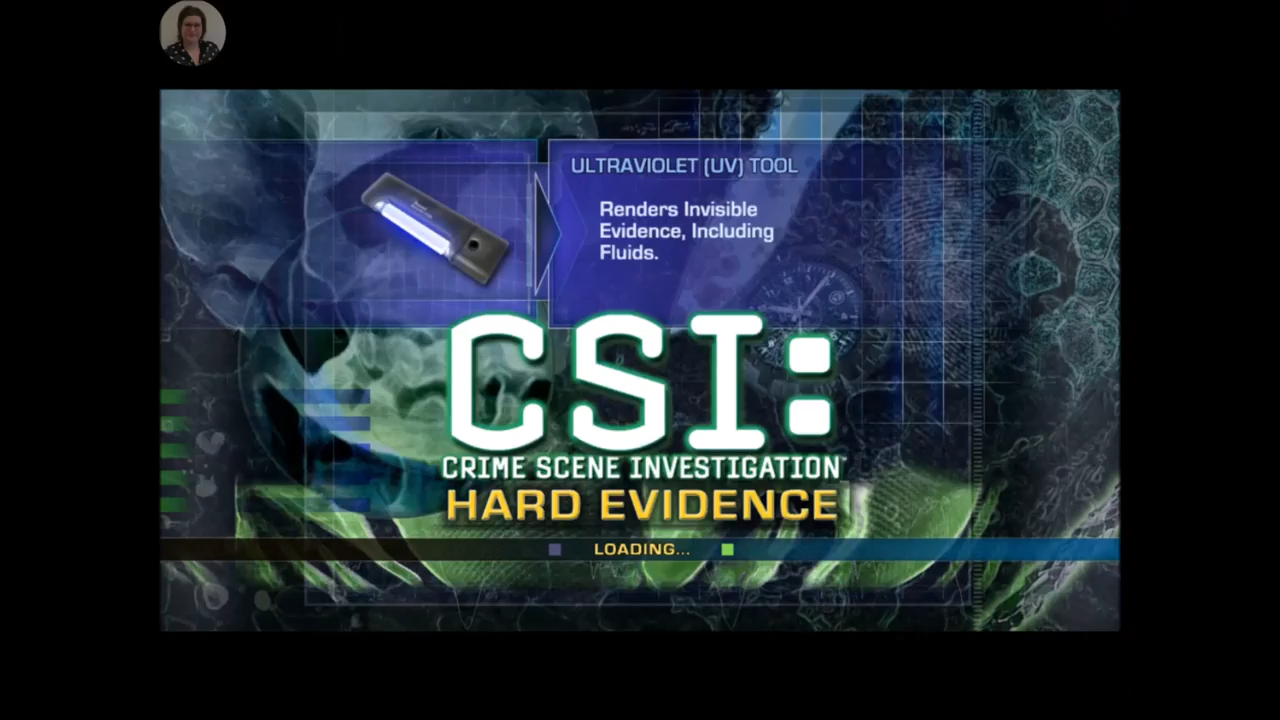 ULTRAVIOLET (UV) TOOL
Renders Invisible
Evidence, Including
Fluids.
CSI:
CRIME SCENE INVESTIGATION
HARD EVIDENCE
LOADING...